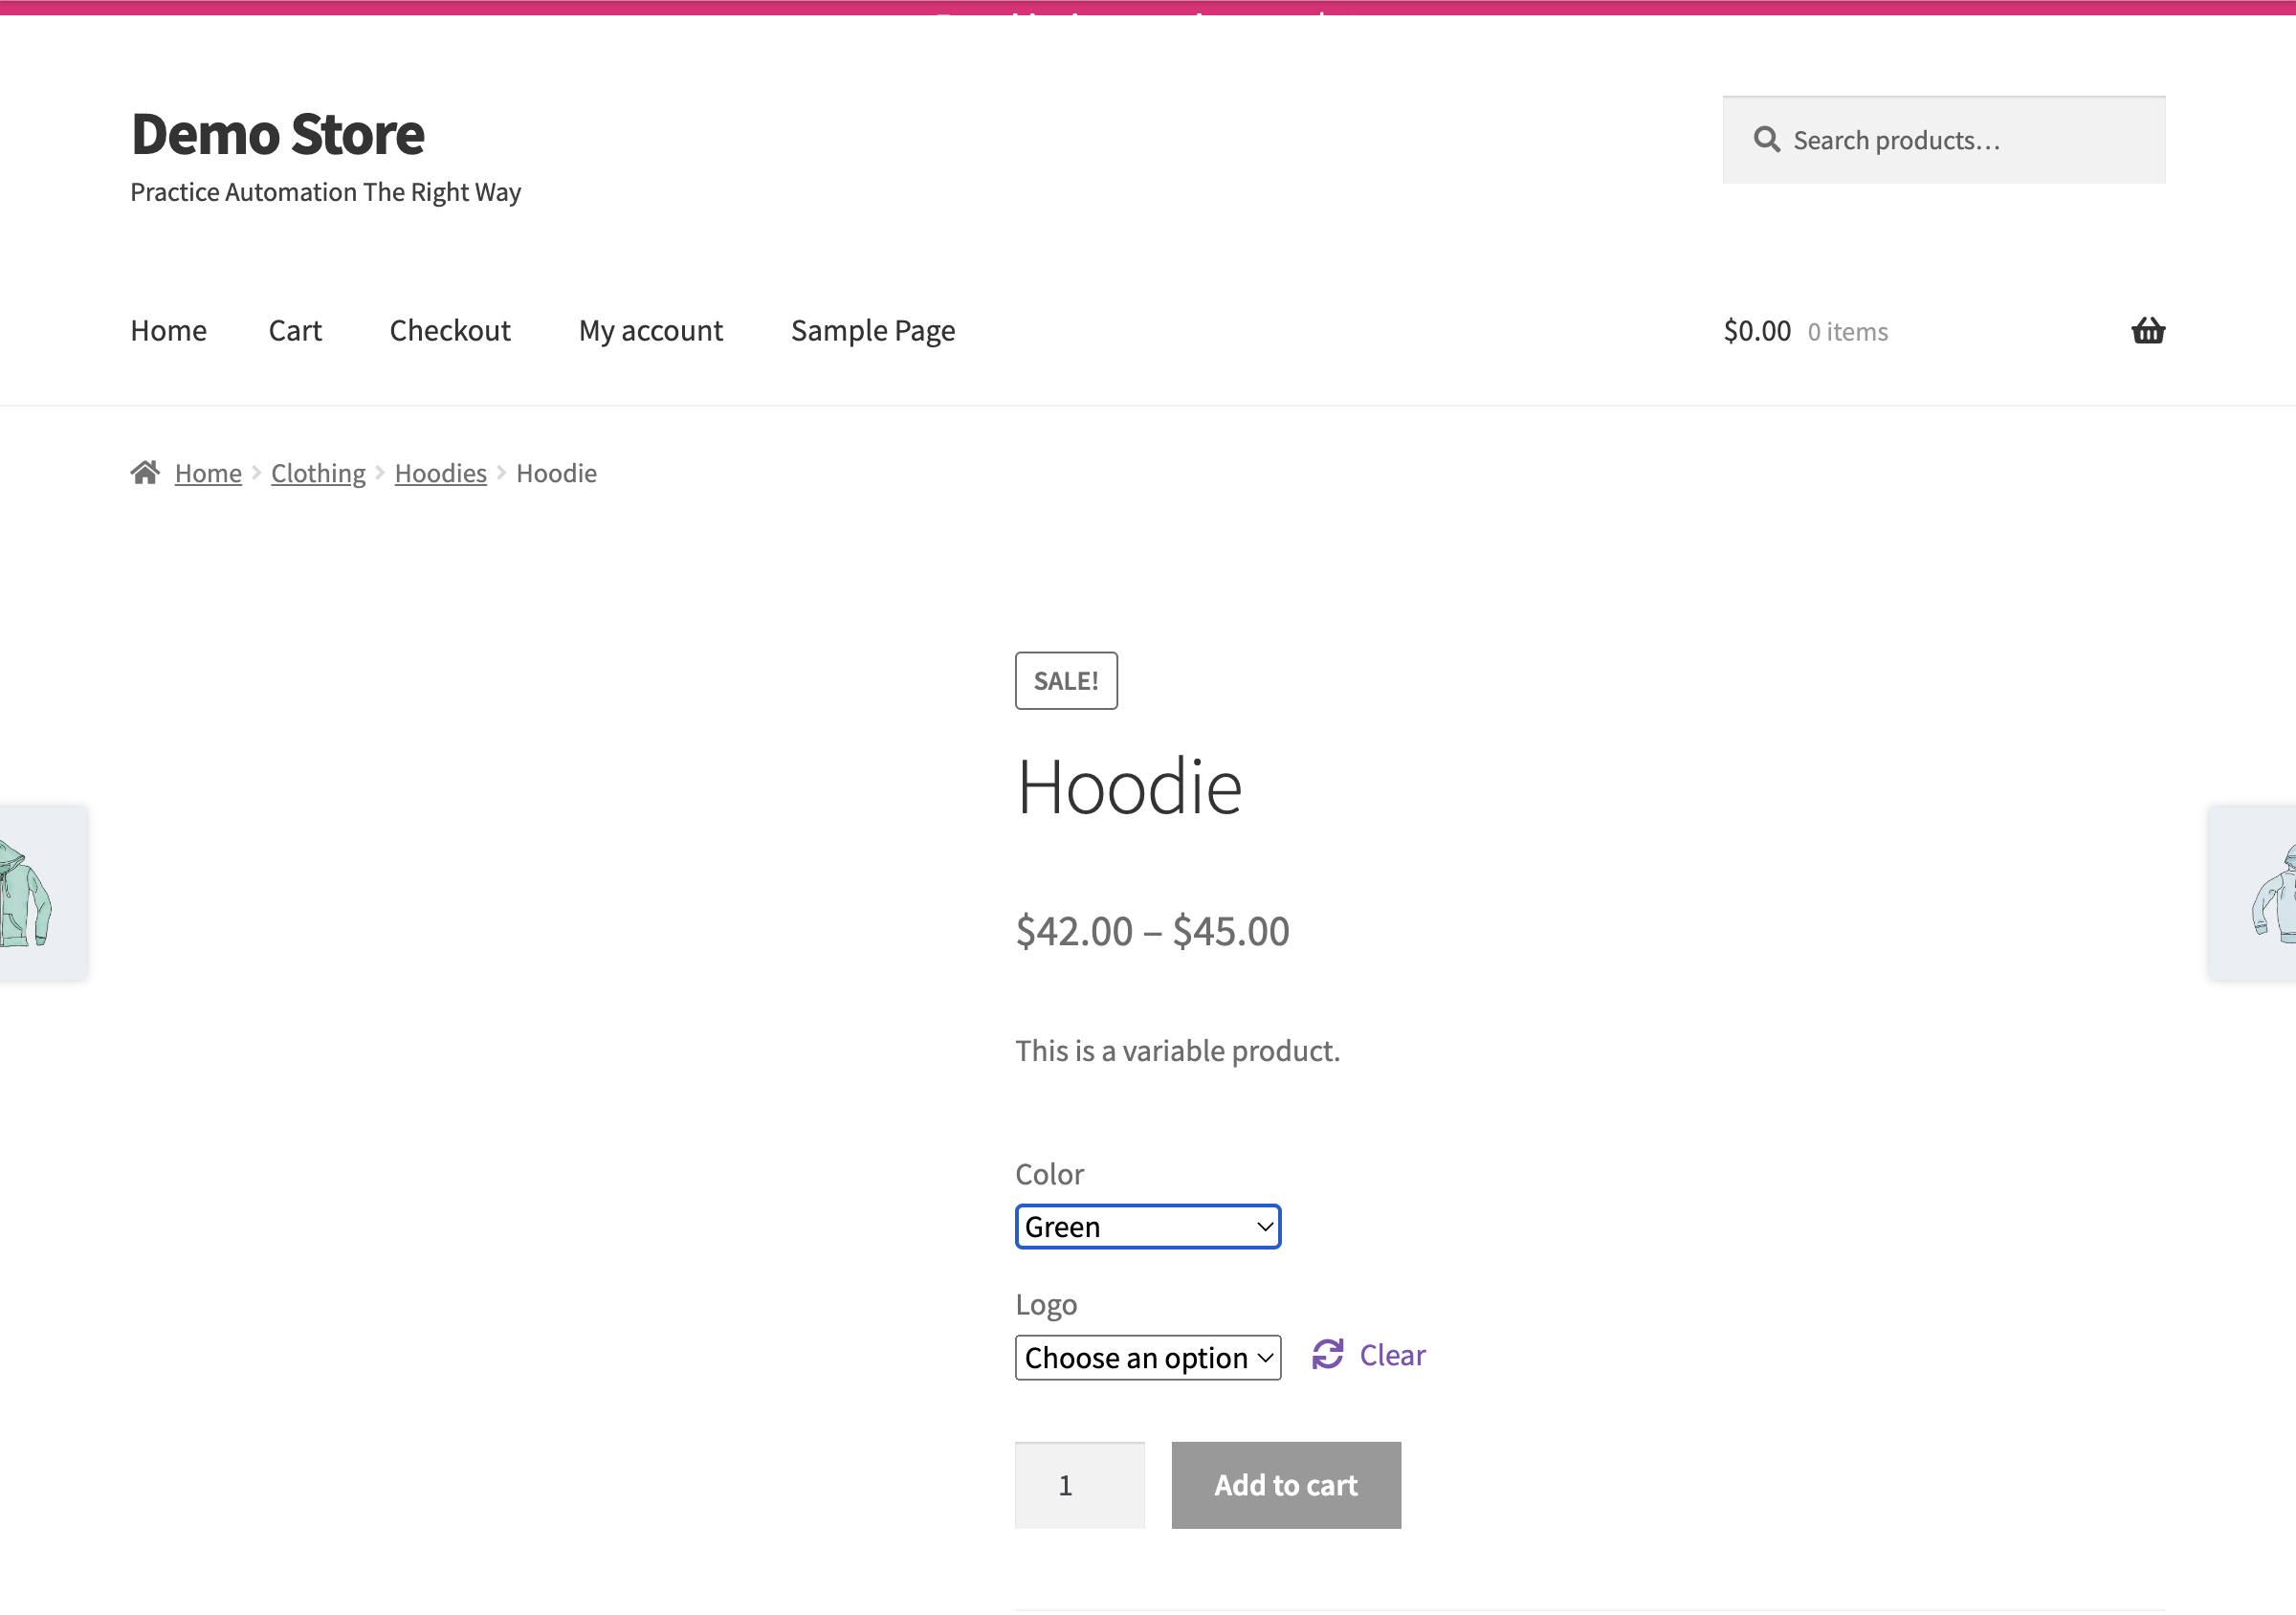 Demo Store
Practice Automation The Right Way
Search products…
Home Cart Checkout My account Sample Page $0.00 0 items
Home Clothing Hoodies Hoodie
SALE!
Hoodie
$42.00 – $45.00
This is a variable product.
Color
Green
Logo
Choose an option Clear
1 Add to cart